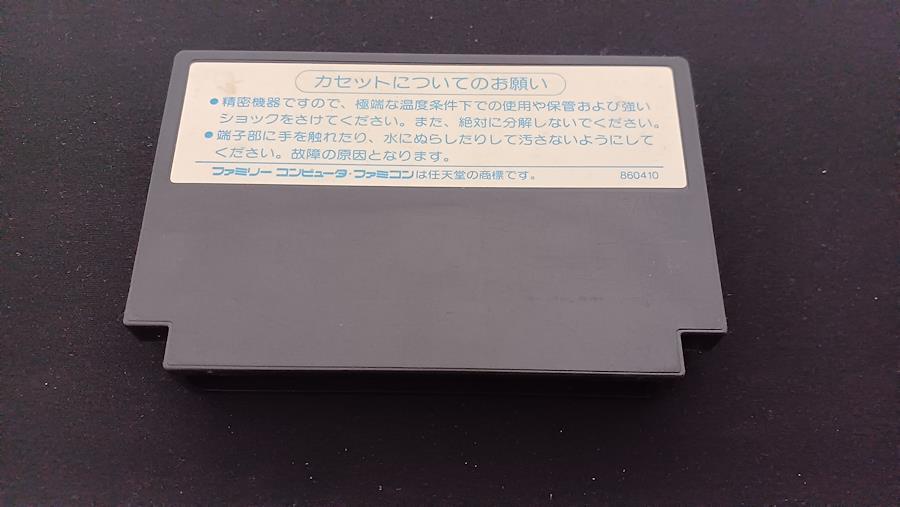 カセットについてのお願い
●精密機器ですので、極端な温度条件下での使用や保管および強い
ショックをさけてください。また、絶対に分解しないでください。
●端子部に手を触れたり、水にぬらしたりして汚さないようにして
ください。故障の原因となります。
ファミリーコンピュータ・ファミコンは任天堂の商標です。 860410